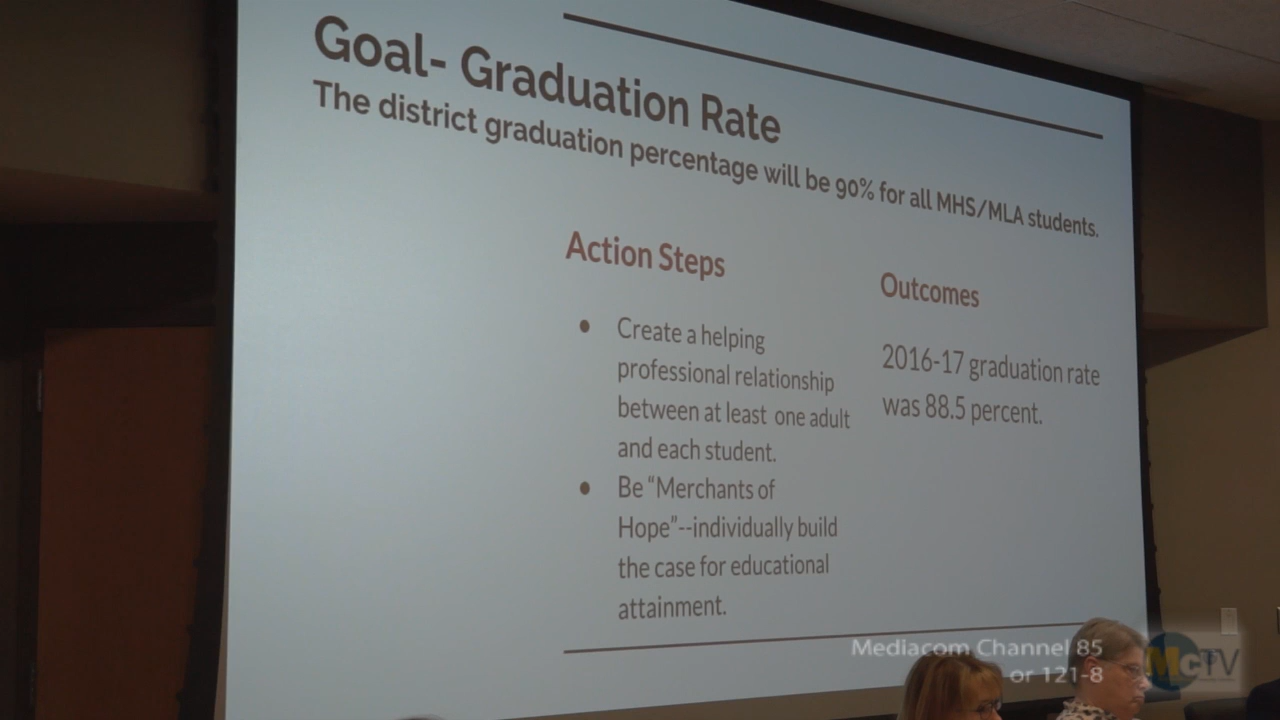 Goal- Graduation Rate
The district graduation percentage will be 90% for all MHS/MLA students.
Action Steps
● Create a helping
professional relationship
between at least one adult
and each student.
● Be “Merchants of
Hope”--individually build
the case for educational
attainment.
Outcomes
2016-17 graduation rate
was 88.5 percent.
Mediacom Channel 85
or 121-8
McTV